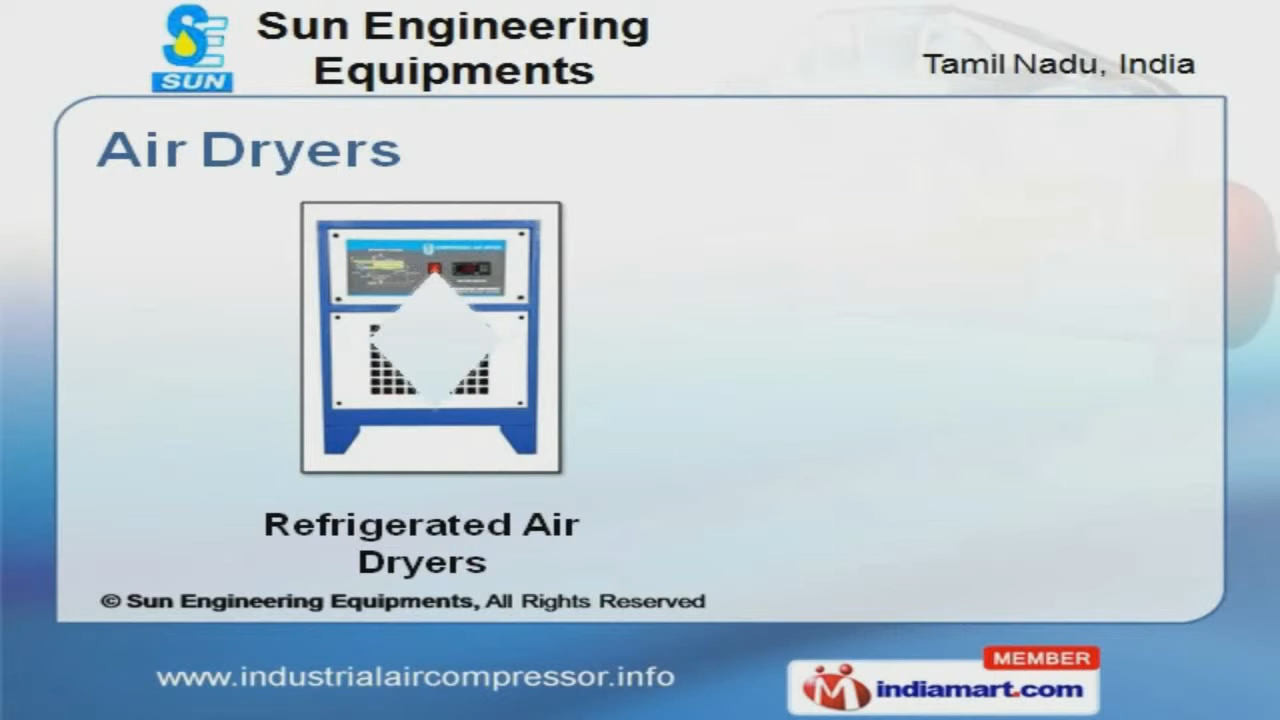 Sun Engineering
Equipments
SE
SUN
Tamil Nadu, India
Air Dryers
Refrigerated Air
Dryers
© Sun Engineering Equipments, All Rights Reserved
www.industrialaircompressor.info
MEMBER
indiamart.com